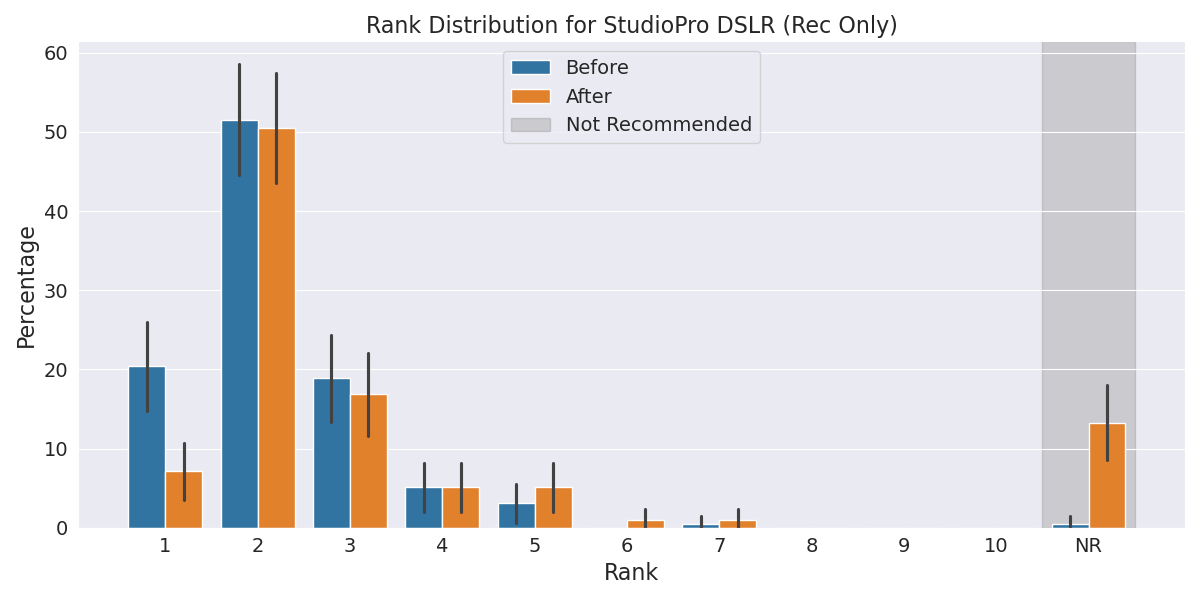 Rank Distribution for StudioPro DSLR (Rec Only)
Before
After
Not Recommended
Percentage
60
50
40
30
20
10
0
1 2 3 4 5 6 7 8 9 10 NR
Rank